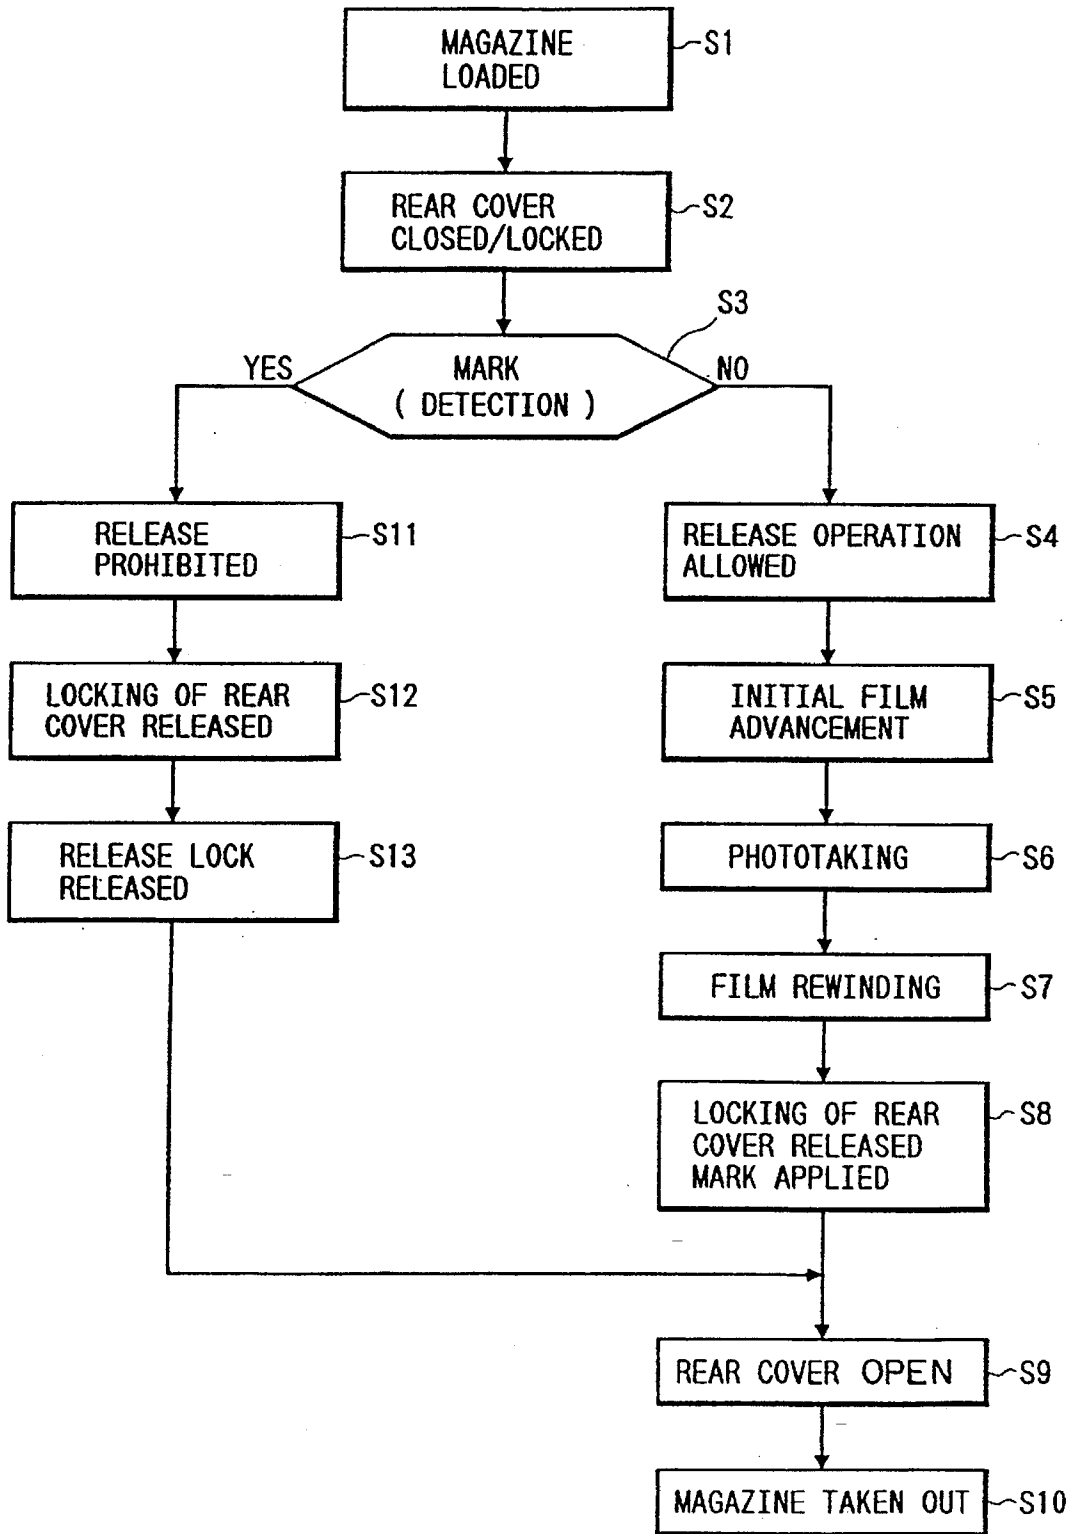 MAGAZINE
LOADED
S1
REAR COVER
CLOSED/LOCKED
S2
S3
YES
MARK
( DETECTION )
NO
RELEASE
PROHIBITED
S11
RELEASE OPERATION
ALLOWED
S4
LOCKING OF REAR
COVER RELEASED
S12
INITIAL FILM
ADVANCEMENT
S5
RELEASE LOCK
RELEASED
S13
PHOTOTAKING
S6
FILM REWINDING
S7
LOCKING OF REAR
COVER RELEASED
MARK APPLIED
S8
REAR COVER OPEN
S9
MAGAZINE TAKEN OUT
S10